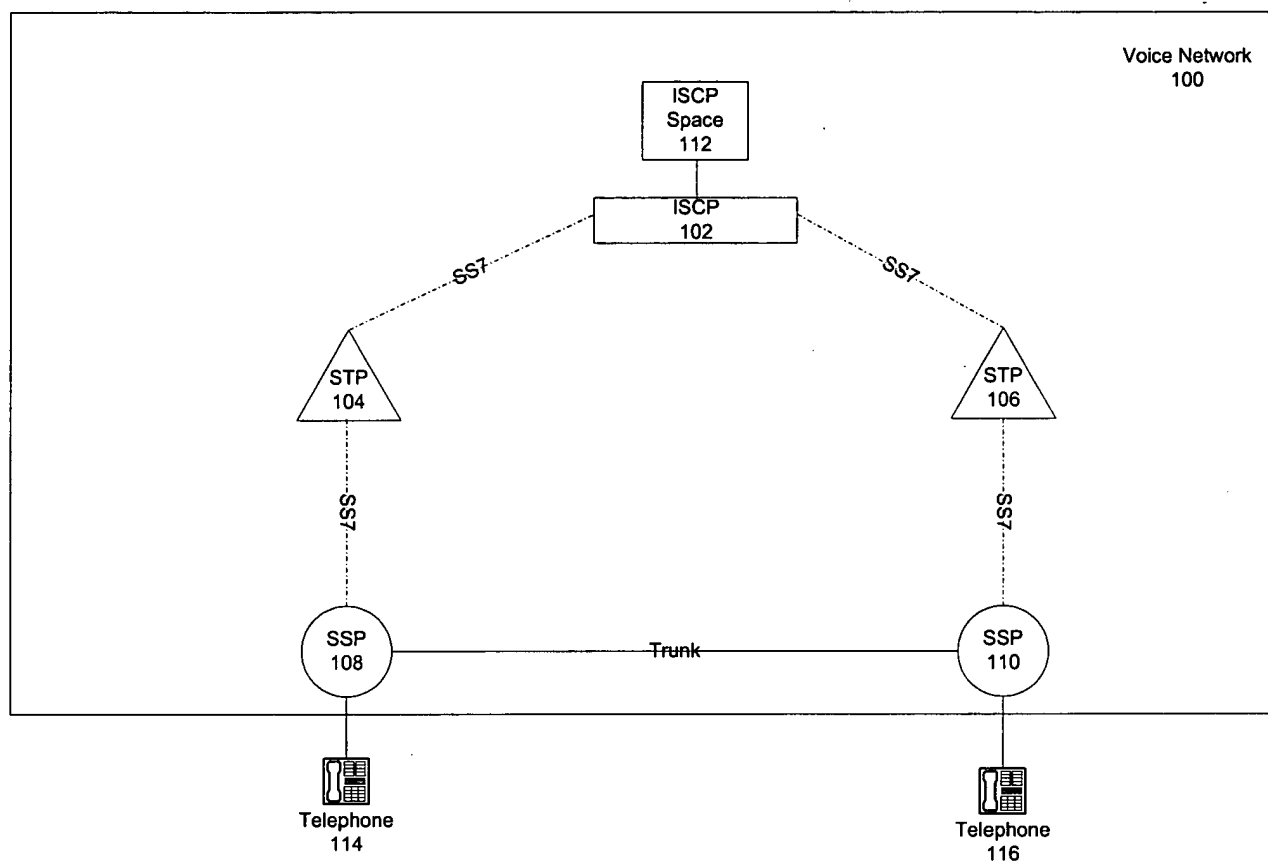 Voice Network
100
ISCP
Space
112
ISCP
102
SS7
SS7
STP
104
STP
106
SS7
SS7
SSP
108
Trunk
SSP
110
Telephone
114
Telephone
116